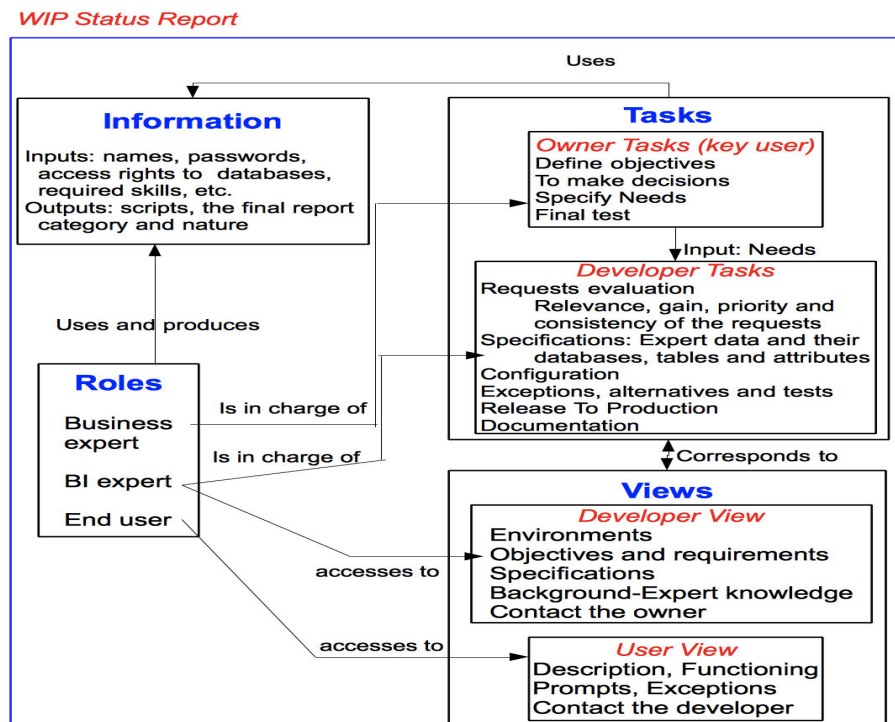 WIP Status Report
Uses
Information
Inputs: names, passwords,
access rights to databases,
required skills, etc.
Outputs: scripts, the final report
category and nature
Tasks
Owner Tasks (key user)
Define objectives
To make decisions
Specify Needs
Final test
Input: Needs
Developer Tasks
Requests evaluation
Relevance, gain, priority and
consistency of the requests
Specifications: Expert data and their
databases, tables and attributes
Configuration
Exceptions, alternatives and tests
Release To Production
Documentation
Uses and produces
Roles
Business
expert
BI expert
End user
Is in charge of
Is in charge of
accesses to
accesses to
Corresponds to
Views
Developer View
Environments
Objectives and requirements
Specifications
Background-Expert knowledge
Contact the owner
User View
Description, Functioning
Prompts, Exceptions
Contact the developer